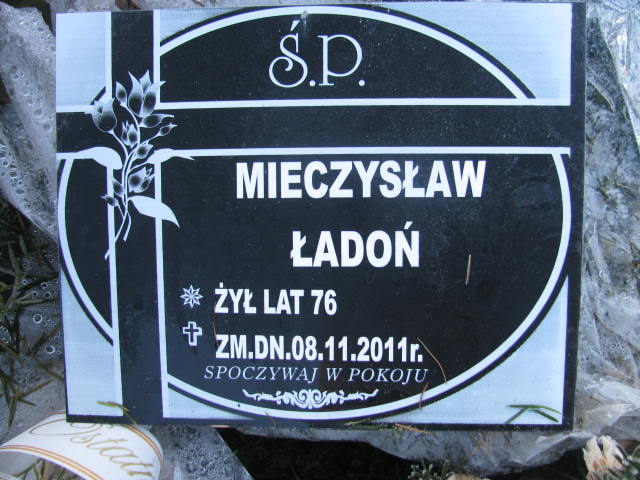 Ś.P.
MIECZYSŁAW
ŁADOŃ
ŻYŁ LAT 76
ZM.DN.08.11.2011r.
SPOCZYWAJ W POKOJU